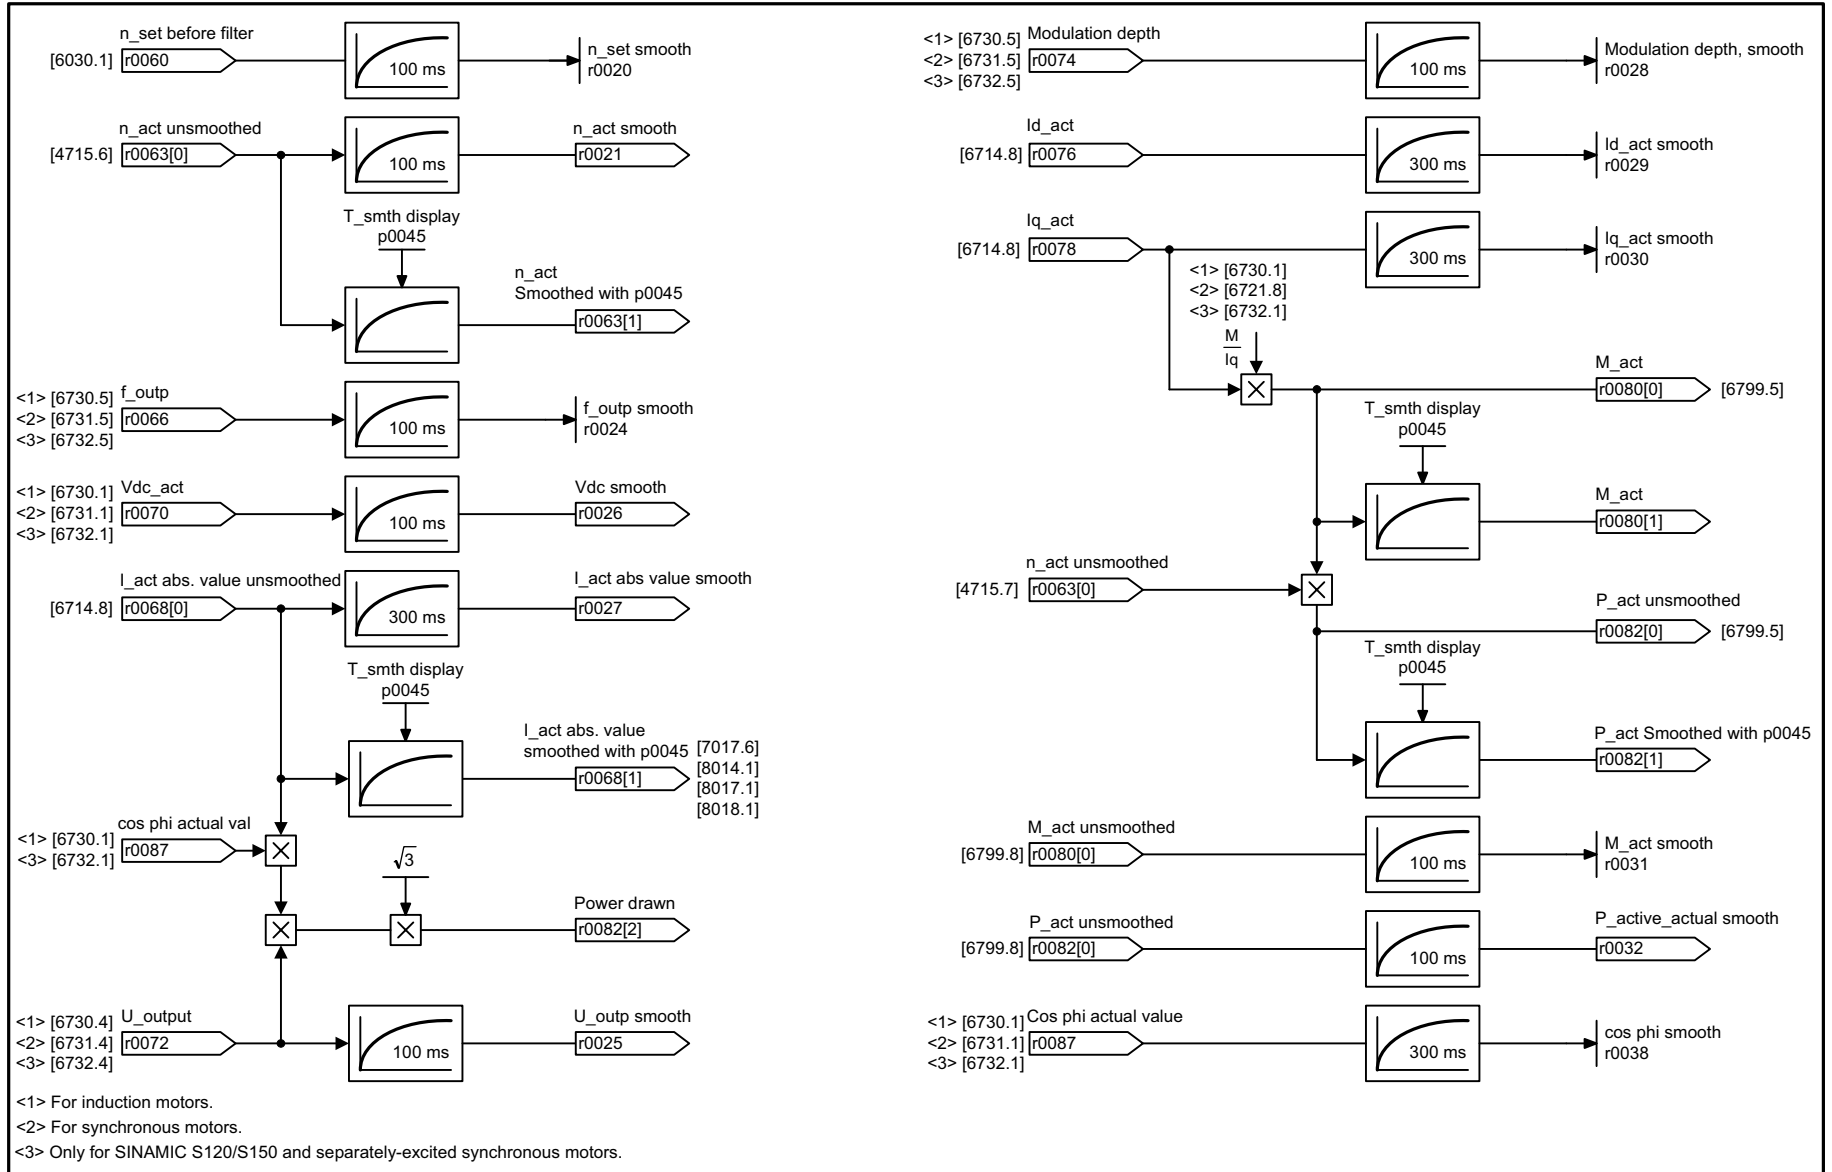 n_set before filter
[6030.1] r0060
100 ms
n_set smooth
r0020
n_act unsmoothed
[4715.6] r0063[0]
100 ms
n_act smooth
r0021
T_smth display
p0045
n_act
Smoothed with p0045
r0063[1]
<1> [6730.5] f_outp
<2> [6731.5] r0066
<3> [6732.5]
100 ms
f_outp smooth
r0024
<1> [6730.1] Vdc_act
<2> [6731.1] r0070
<3> [6732.1]
100 ms
Vdc smooth
r0026
I_act abs. value unsmoothed
[6714.8] r0068[0]
300 ms
I_act abs value smooth
r0027
T_smth display
p0045
I_act abs. value
smoothed with p0045
r0068[1]
[7017.6]
[8014.1]
[8017.1]
[8018.1]
cos phi actual val
<1> [6730.1] r0087
<3> [6732.1]
√3
Power drawn
r0082[2]
<1> [6730.4] U_output
<2> [6731.4] r0072
<3> [6732.4]
100 ms
U_outp smooth
r0025
<1> For induction motors.
<2> For synchronous motors.
<3> Only for SINAMIC S120/S150 and separately-excited synchronous motors.
<1> [6730.5] Modulation depth
<2> [6731.5] r0074
<3> [6732.5]
100 ms
Modulation depth, smooth
r0028
Id_act
[6714.8] r0076
300 ms
Id_act smooth
r0029
Iq_act
[6714.8] r0078
300 ms
Iq_act smooth
r0030
<1> [6730.1]
<2> [6721.8]
<3> [6732.1]
M
Iq
M_act
r0080[0] [6799.5]
T_smth display
p0045
M_act
r0080[1]
n_act unsmoothed
[4715.7] r0063[0]
P_act unsmoothed
r0082[0] [6799.5]
T_smth display
p0045
P_act Smoothed with p0045
r0082[1]
M_act unsmoothed
[6799.8] r0080[0]
100 ms
M_act smooth
r0031
P_act unsmoothed
[6799.8] r0082[0]
100 ms
P_active_actual smooth
r0032
<1> [6730.1] Cos phi actual value
<2> [6731.1] r0087
<3> [6732.1]
300 ms
cos phi smooth
r0038